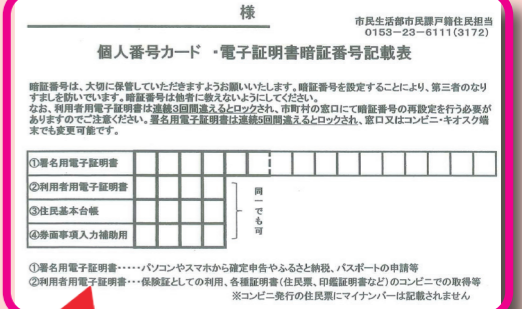 様
市民生活部市民課戸籍住民担当
0153-23-6111(3172)
個人番号カード ・電子証明書暗証番号記載表
暗証番号は、大切に保管していただきますようお願いいたします。暗証番号を設定することにより、第三者のなり
すましを防いでいます。暗証番号は他者に教えないようにしてください。
なお、利用者用電子証明書は連続3回間違えるとロックされ、市町村の窓口にて暗証番号の再設定を行う必要が
ありますのでご注意ください。署名用電子証明書は連続5回間違えるとロックされ、窓口又はコンビニ・キオスク端
末でも変更可能です。
①署名用電子証明書
②利用者用電子証明書
③住民基本台帳
④券面事項入力補助用
同一でも可
①署名用電子証明書・・・・・パソコンやスマホから確定申告やふるさと納税、パスポートの申請等
②利用者用電子証明書・・・保険証としての利用、各種証明書(住民票、印鑑証明書など)のコンビニでの取得等
※コンビニ発行の住民票にマイナンバーは記載されません